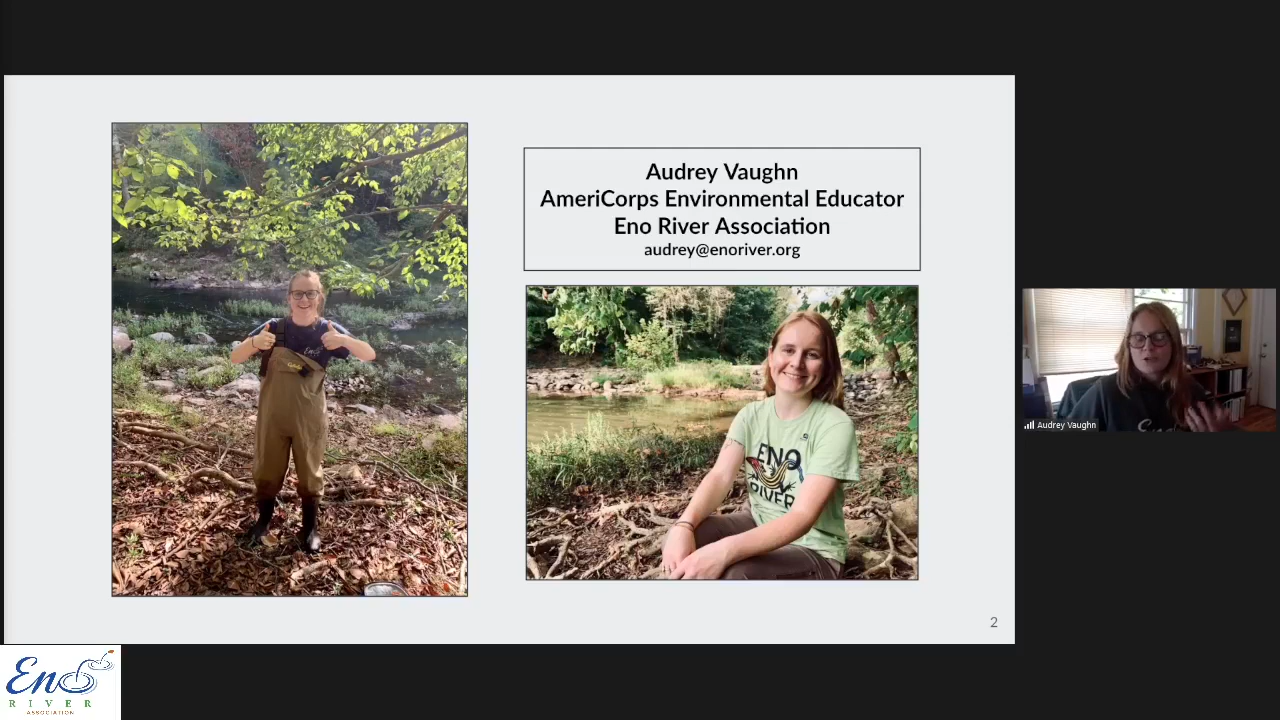 Audrey Vaughn
AmeriCorps Environmental Educator
Eno River Association
audrey@enoriver.org
ENO
RIVER
2
Audrey Vaughn
Eno
RIVER
ASSOCIATION